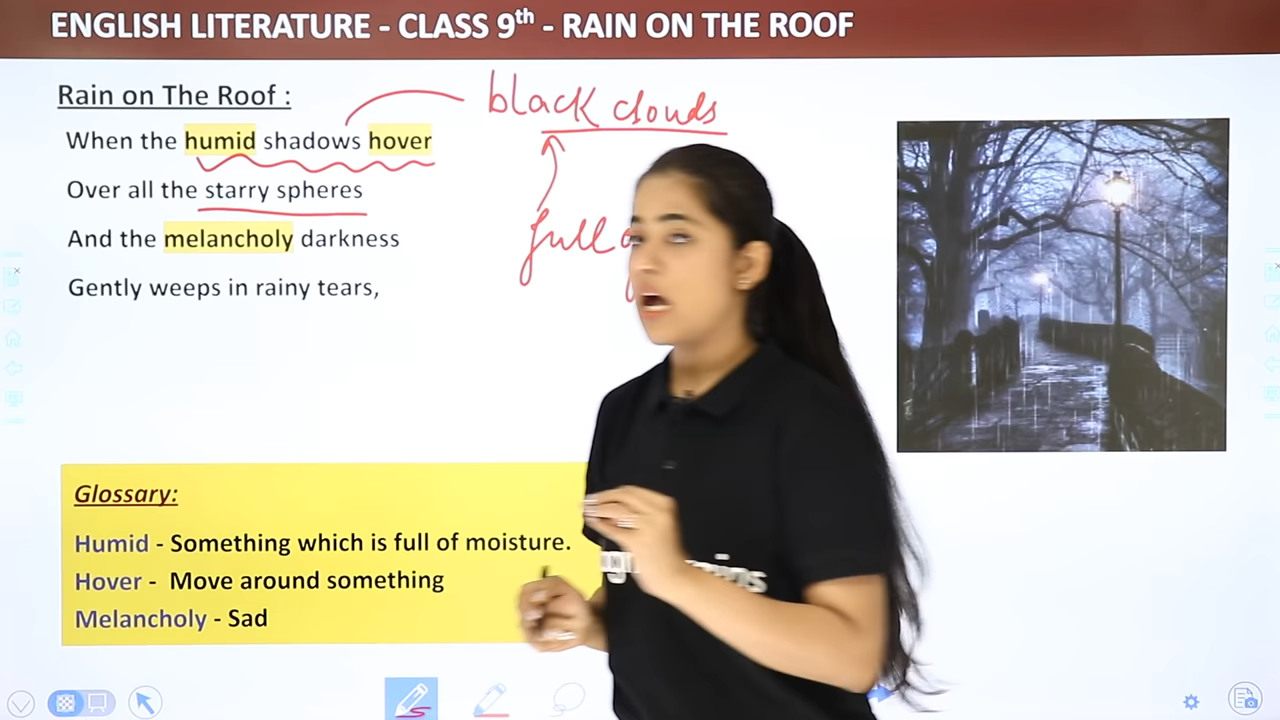 ENGLISH LITERATURE - CLASS 9th - RAIN ON THE ROOF
Rain on The Roof :
When the humid shadows hover
Over all the starry spheres
And the melancholy darkness
Gently weeps in rainy tears,
black clouds
full
Glossary:
Humid - Something which is full of moisture.
Hover - Move around something
Melancholy - Sad